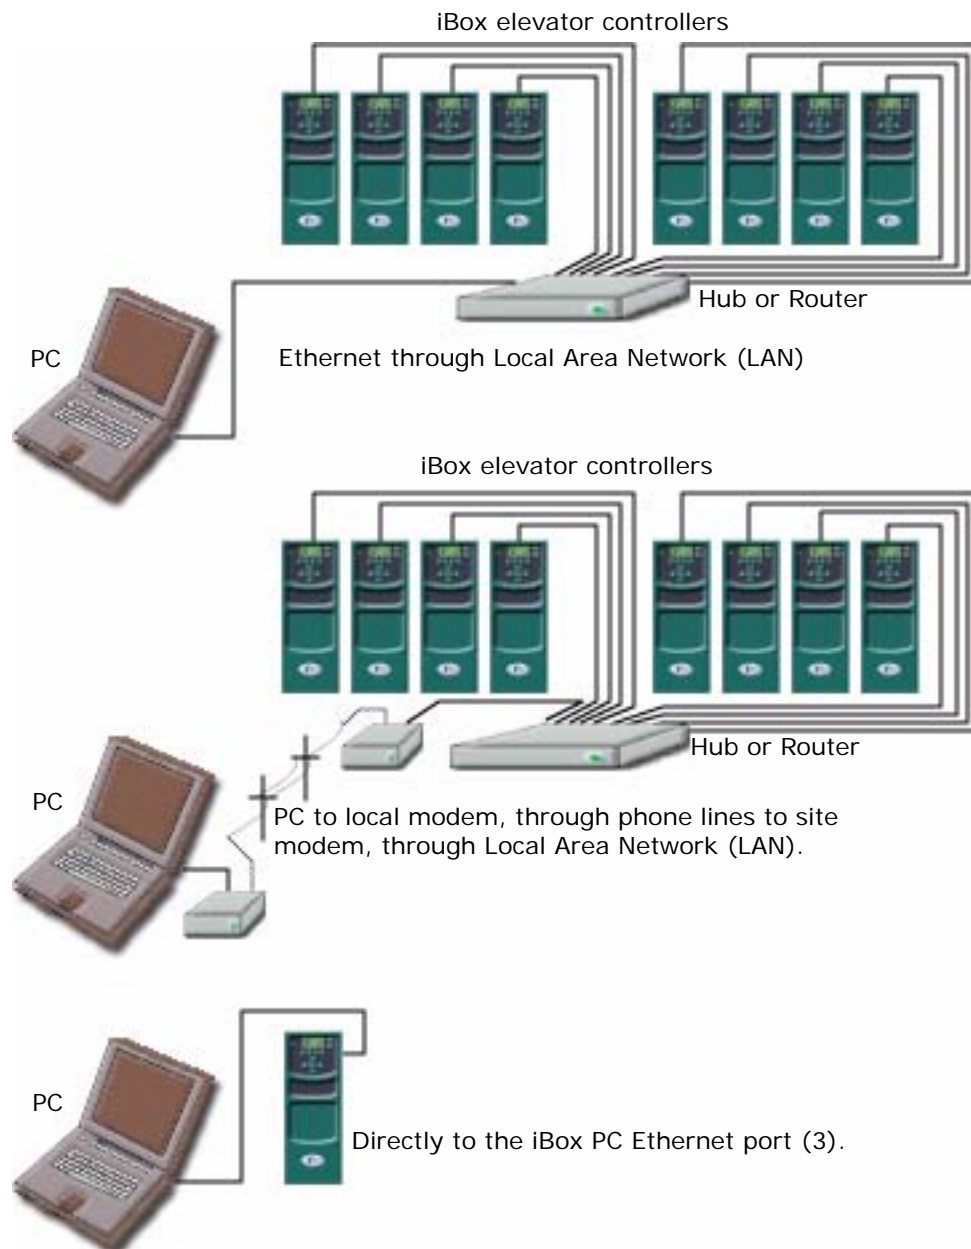 iBox elevator controllers
Hub or Router
PC
Ethernet through Local Area Network (LAN)
iBox elevator controllers
Hub or Router
PC
PC to local modem, through phone lines to site
modem, through Local Area Network (LAN).
PC
Directly to the iBox PC Ethernet port (3).